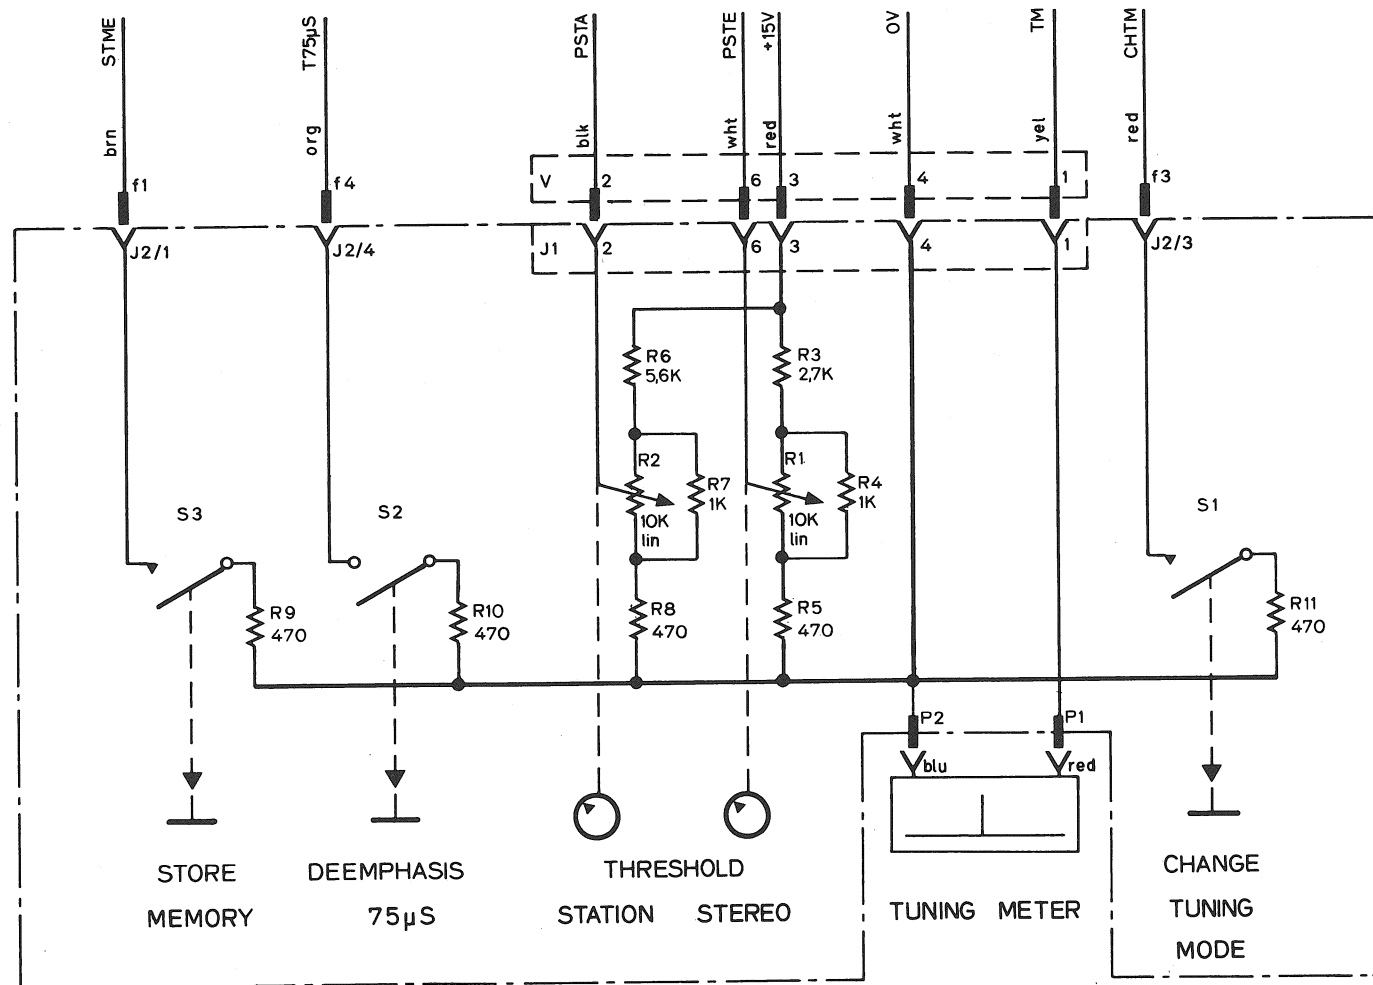 STME
T75µS
PSTA
PSTE
+15V
OV
TM
CHTM
brn
org
blk
wht
red
wht
yel
red
f1
f4
V
2
6
3
4
1
f3
J2/1
J2/4
J1
2
6
3
4
1
J2/3
R6
5,6K
R3
2,7K
R2
10K
lin
R7
1K
R1
10K
lin
R4
1K
S3
S2
S1
R9
470
R10
470
R8
470
R5
470
R11
470
P2
P1
blu
red
STORE
MEMORY
DEEMPHASIS
75µS
THRESHOLD
STATION STEREO
TUNING METER
CHANGE
TUNING
MODE